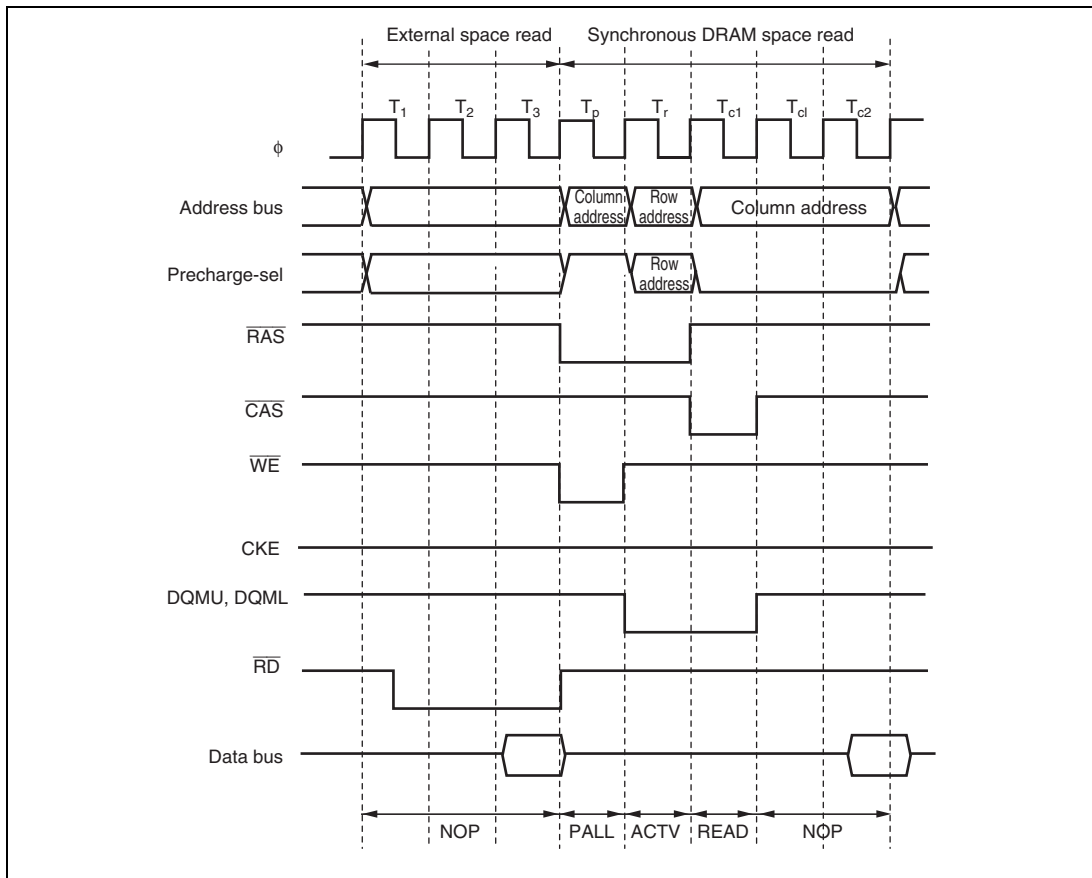 External space read Synchronous DRAM space read
T1 T2 T3 Tp Tr Tc1 Tcl Tc2
ϕ
Address bus
Column address
Row address
Column address
Precharge-sel
Row address
RAS
CAS
WE
CKE
DQMU, DQML
RD
Data bus
NOP PALL ACTV READ NOP